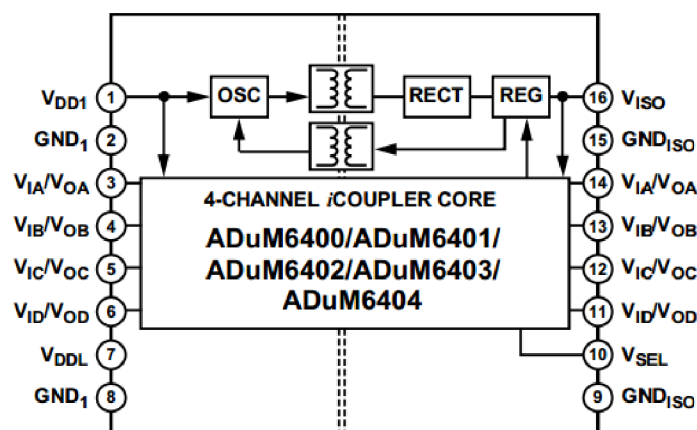 OSC RECT REG
VDD1 1 16 VISO
GND1 2 15 GNDISO
VIA/VOA 3 14 VIA/VOA
4-CHANNEL iCOUPLER CORE
VIB/VOB 4 13 VIB/VOB
ADuM6400/ADuM6401/
VIC/VOC 5 12 VIC/VOC
ADuM6402/ADuM6403/
ADuM6404
VID/VOD 6 11 VID/VOD
VDDL 7 10 VSEL
GND1 8 9 GNDISO